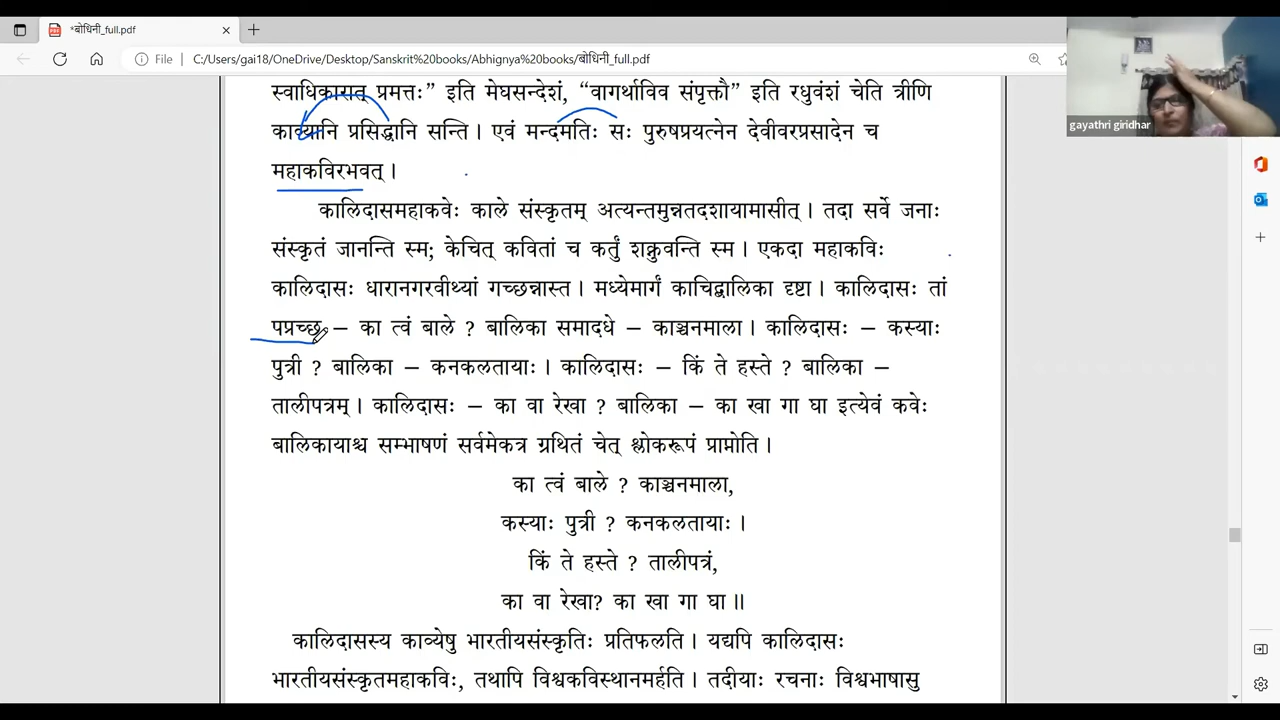 *बोधिनी_full.pdf
File
C:/Users/gai18/OneDrive/Desktop/Sanskrit%20books/Abhignya%20books/बोधिनी_full.pdf
gayathri giridhar
स्वाधिकारात् प्रमत्तः” इति मेघसन्देशं, “वागर्थाविव संपृक्तौ” इति रघुवंशं चेति त्रीणि
काव्यानि प्रसिद्धानि सन्ति । एवं मन्दमतिः सः पुरुषप्रयत्नेन देवीवरप्रसादेन च
महाकविरभवत् ।
कालिदासमहाकवेः काले संस्कृतम् अत्यन्तमुन्नतदशायामासीत् । तदा सर्वे जनाः
संस्कृतं जानन्ति स्म; केचित् कवितां च कर्तुं शक्नुवन्ति स्म । एकदा महाकविः
कालिदासः धारानगरवीथ्यां गच्छन्नास्त । मध्येमार्गं काचिद्बालिका दृष्टा । कालिदासः तां
पप्रच्छ – का त्वं बाले ? बालिका समादधे – काञ्चनमाला । कालिदासः – कस्याः
पुत्री ? बालिका – कनकलतायाः । कालिदासः – किं ते हस्ते ? बालिका –
तालीपत्रम् । कालिदासः – का वा रेखा ? बालिका – का खा गा घा इत्येवं कवेः
बालिकायाश्च सम्भाषणं सर्वमेकत्र ग्रथितं चेत् श्लोकरूपं प्राप्नोति ।
का त्वं बाले ? काञ्चनमाला,
कस्याः पुत्री ? कनकलतायाः ।
किं ते हस्ते ? तालीपत्रं,
का वा रेखा? का खा गा घा ॥
कालिदासस्य काव्येषु भारतीयसंस्कृतिः प्रतिफलति । यद्यपि कालिदासः
भारतीयसंस्कृतमहाकविः, तथापि विश्वकविस्थानमर्हति । तदीयाः रचनाः विश्वभाषासु